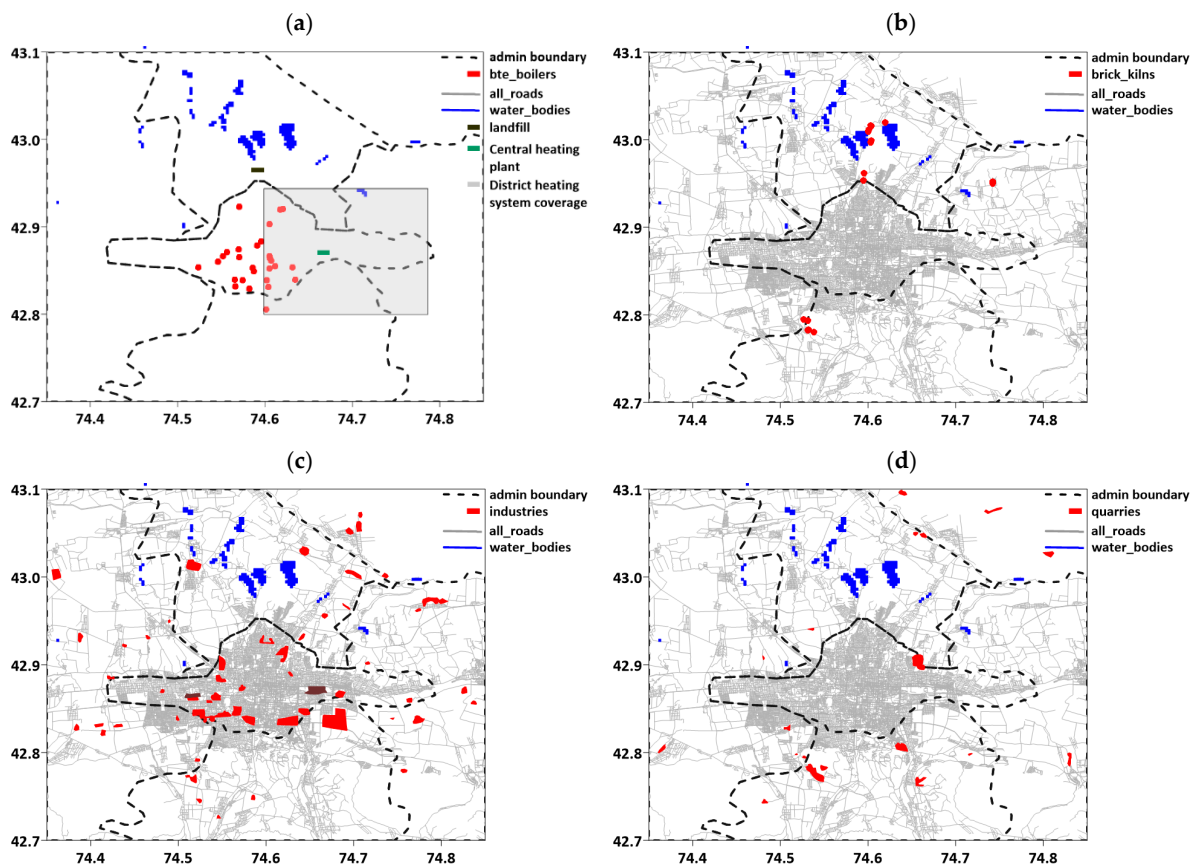 (a)
43.1
43.0
42.9
42.8
42.7
74.4 74.5 74.6 74.7 74.8
admin boundary
bte_boilers
all_roads
water_bodies
landfill
Central heating
plant
District heating
system coverage
(b)
43.1
43.0
42.9
42.8
42.7
74.4 74.5 74.6 74.7 74.8
admin boundary
brick_kilns
all_roads
water_bodies
(c)
43.1
43.0
42.9
42.8
42.7
74.4 74.5 74.6 74.7 74.8
admin boundary
industries
all_roads
water_bodies
(d)
43.1
43.0
42.9
42.8
42.7
74.4 74.5 74.6 74.7 74.8
admin boundary
quarries
all_roads
water_bodies